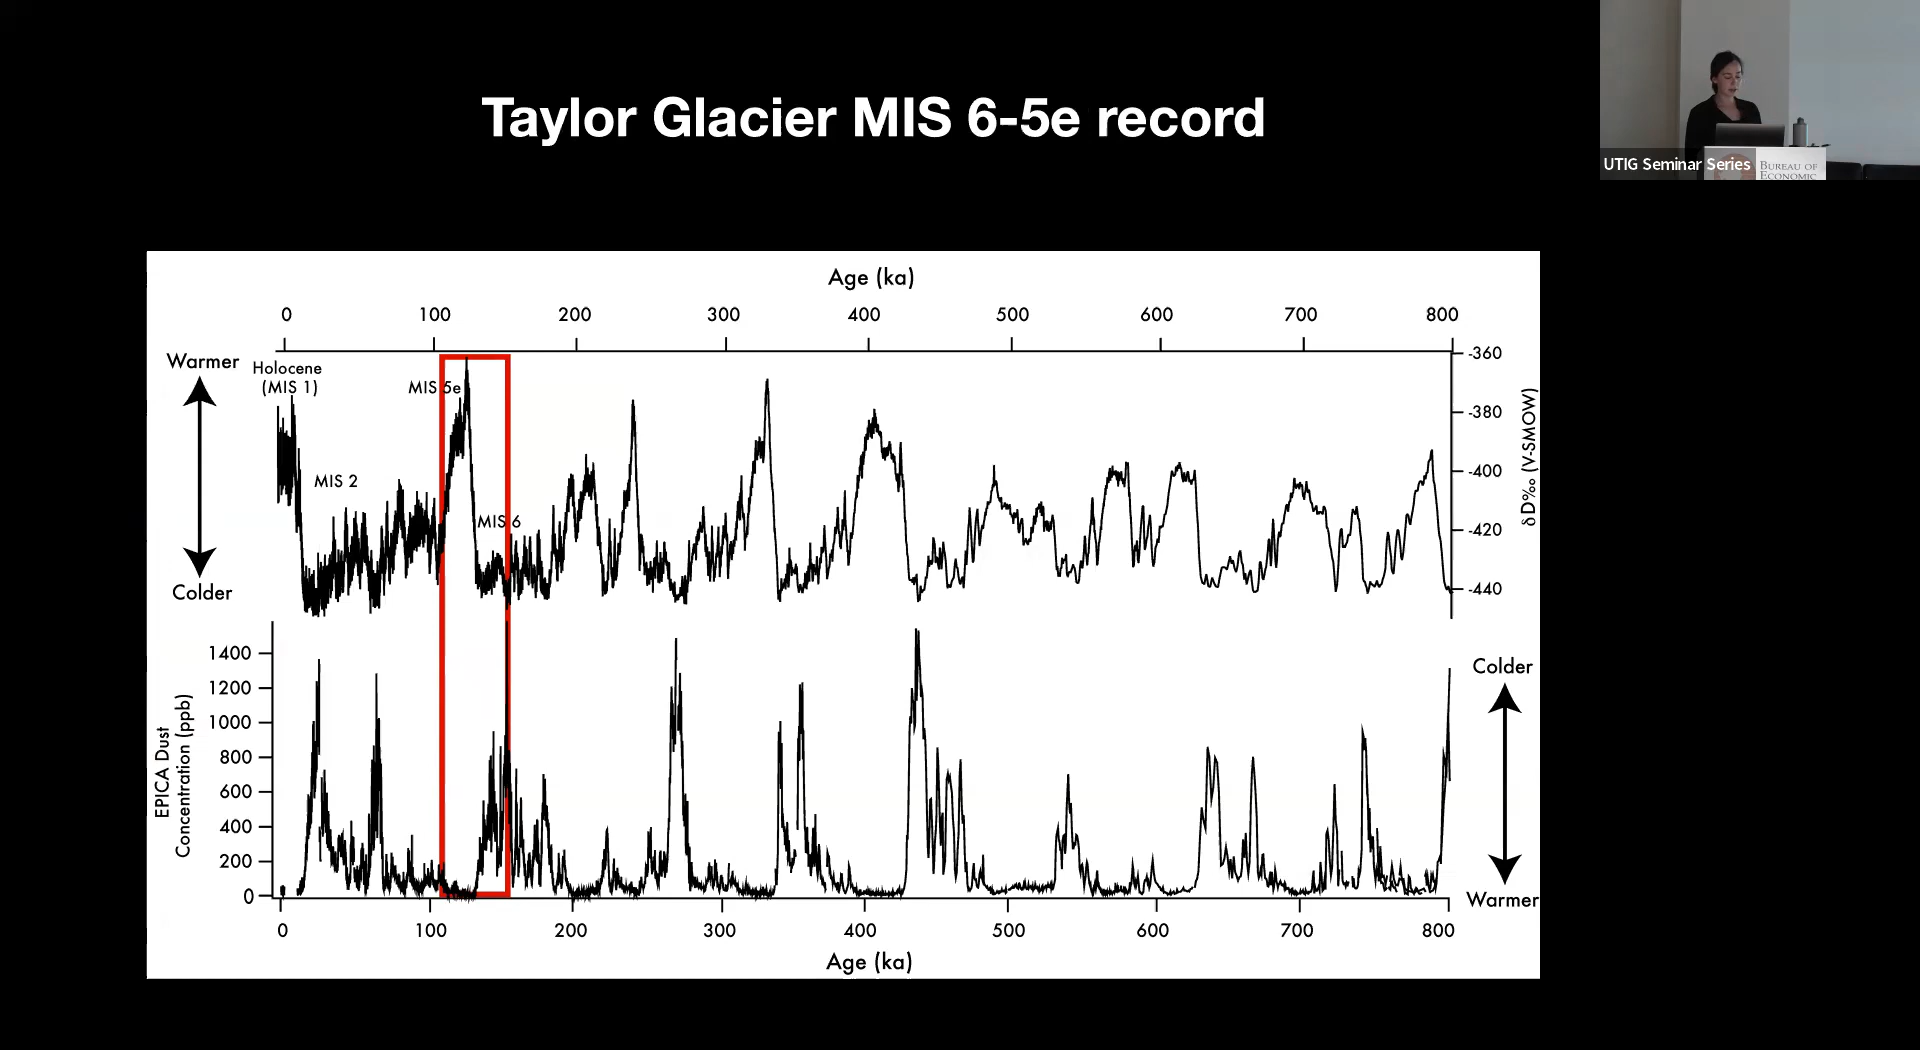 Taylor Glacier MIS 6-5e record
UTIG Seminar Series
BUREAU OF
ECONOMIC
Age (ka)
0 100 200 300 400 500 600 700 800
Warmer
Colder
Holocene
(MIS 1)
MIS 2
MIS 5e
MIS 6
-360
-380
-400
-420
-440
δD‰ (V-SMOW)
1400
1200
1000
800
600
400
200
0
EPICA Dust
Concentration (ppb)
Colder
Warmer
0 100 200 300 400 500 600 700 800
Age (ka)